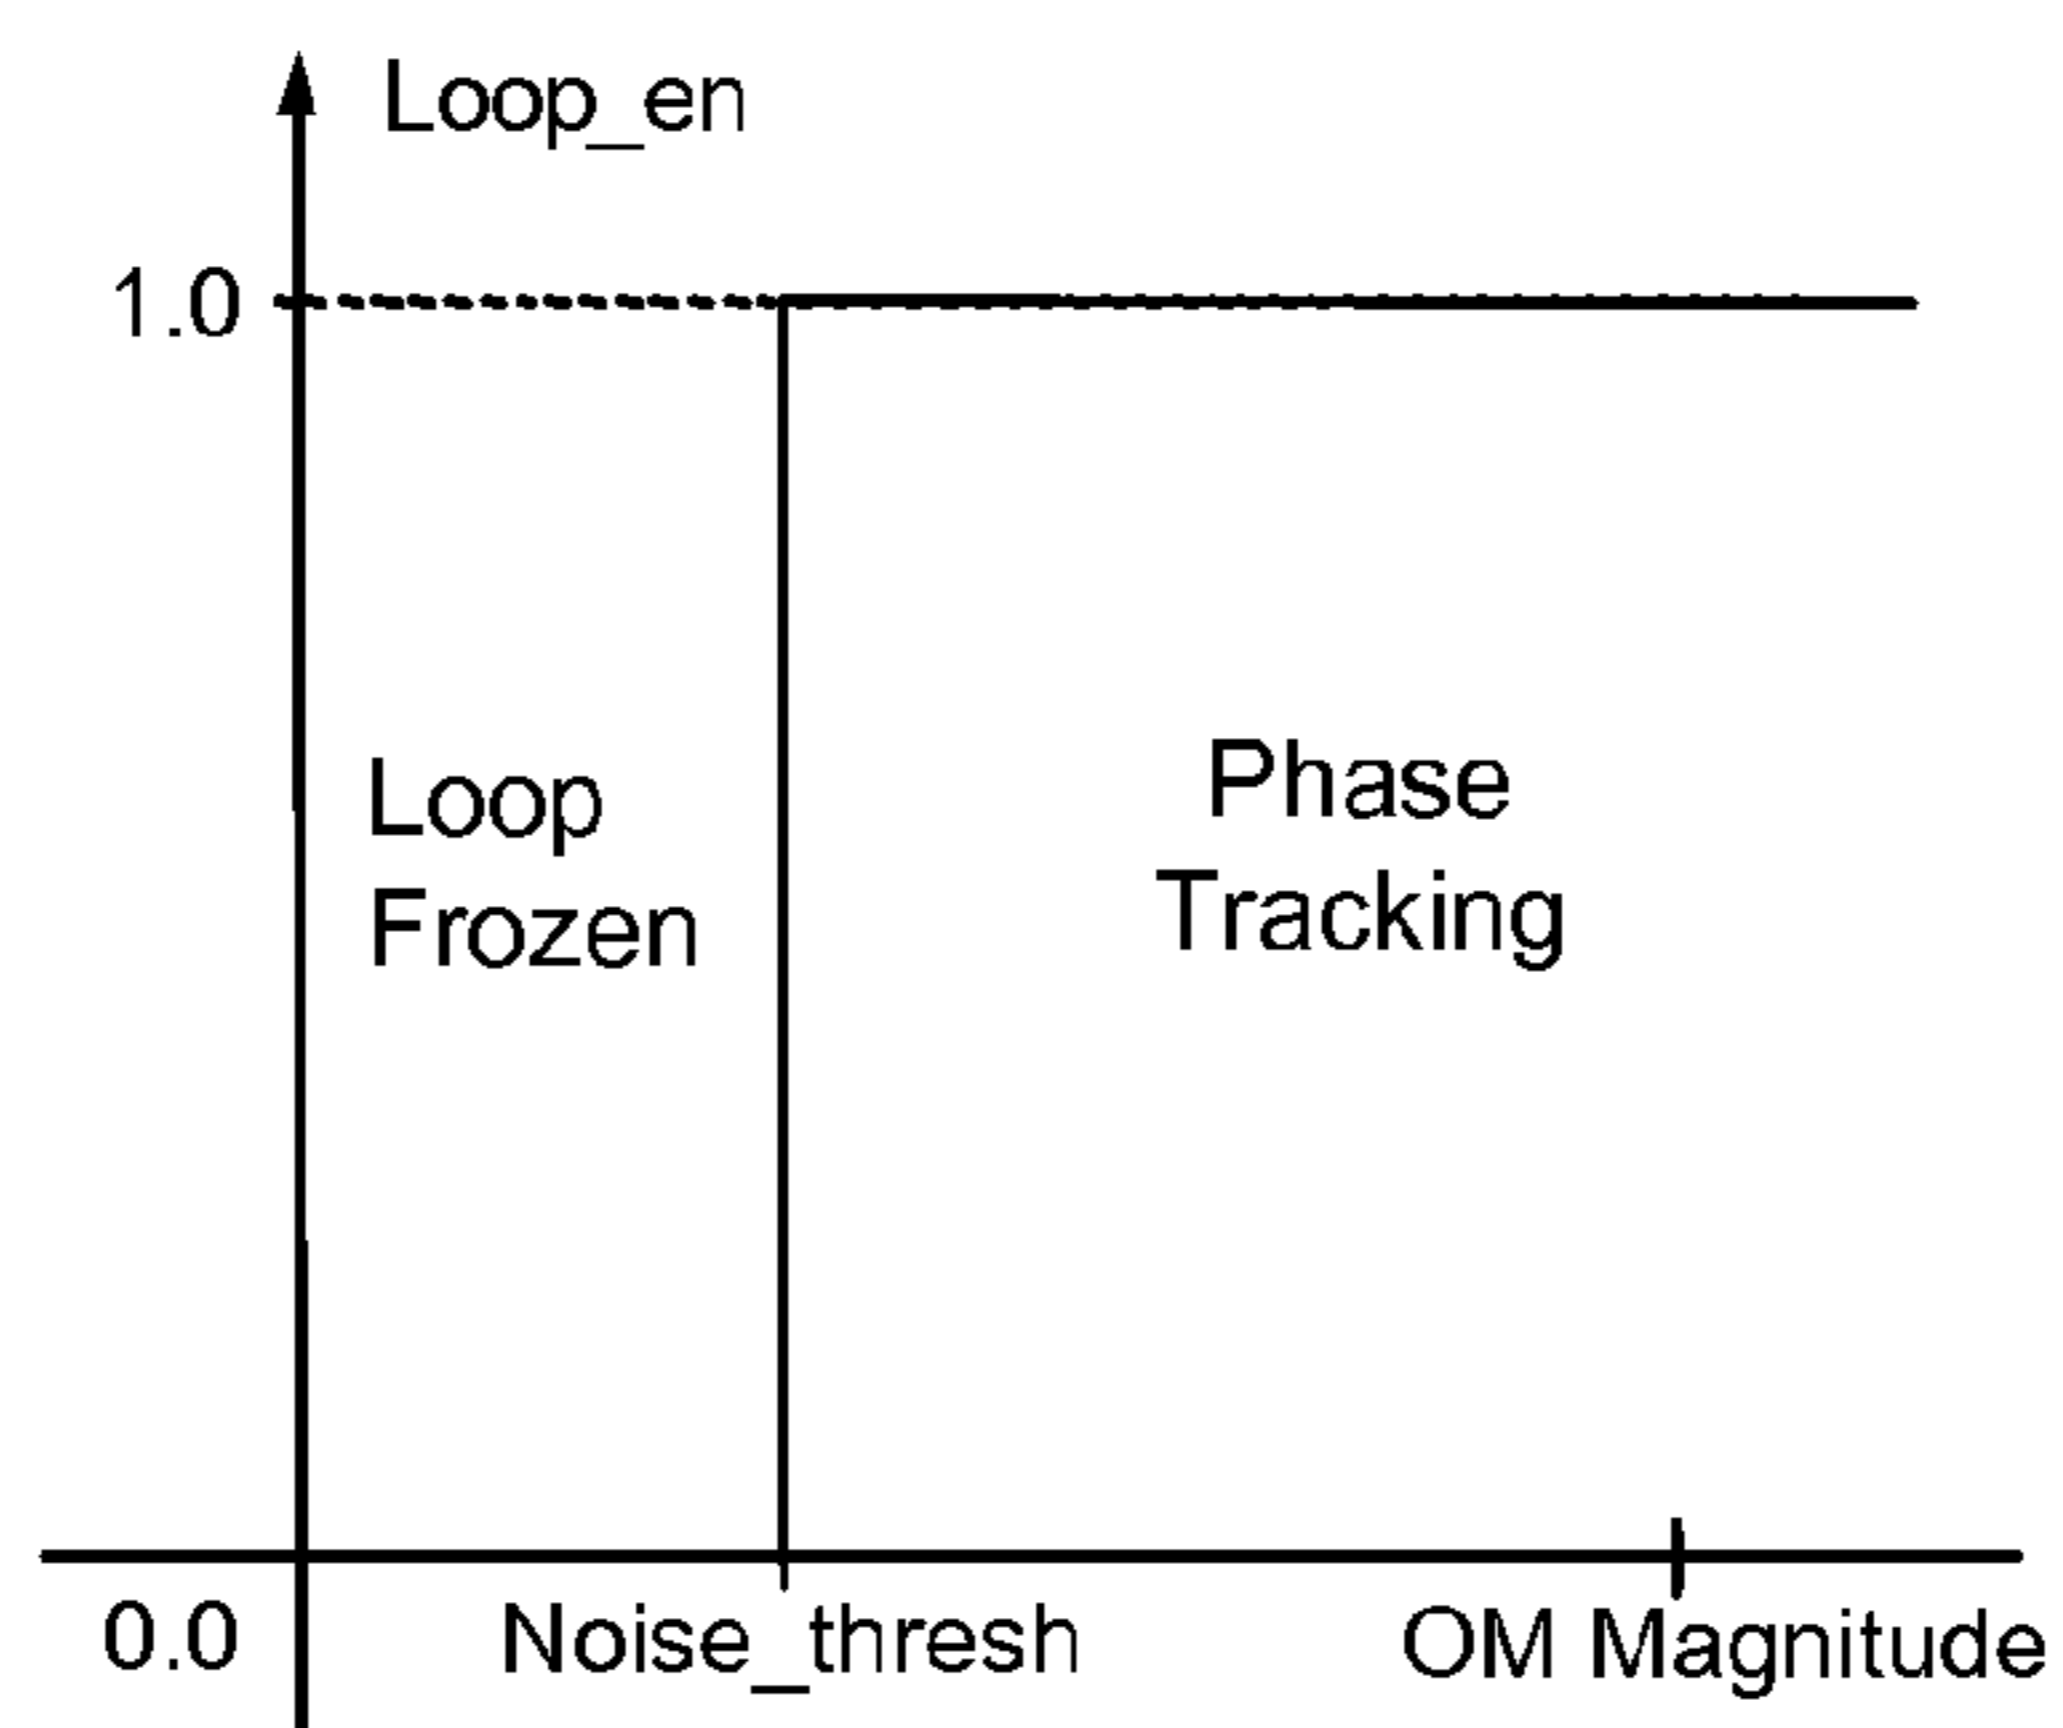 Loop_en
1.0
Loop
Frozen
Phase
Tracking
0.0
Noise_thresh
OM Magnitude